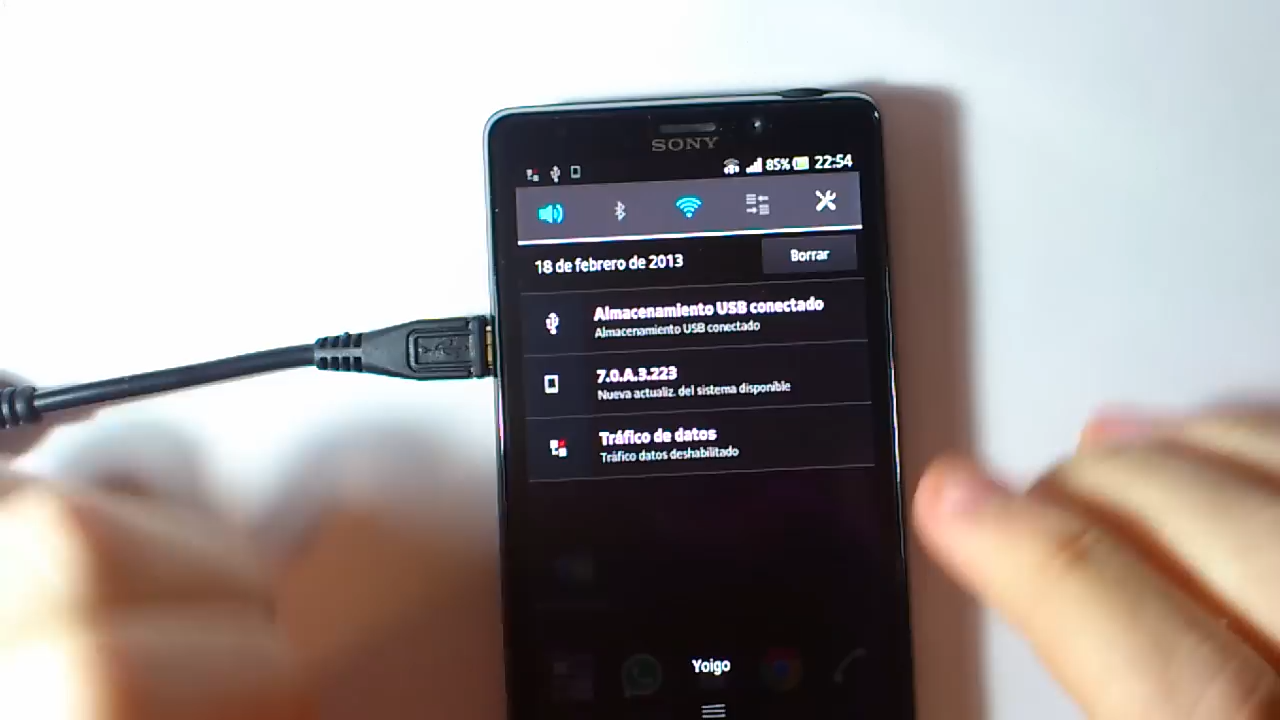 SONY
85% 22:54
18 de febrero de 2013
Borrar
Almacenamiento USB conectado
Almacenamiento USB conectado
7.0.A.3.223
Nueva actualiz. del sistema disponible
Tráfico de datos
Tráfico datos deshabilitado
Yoigo